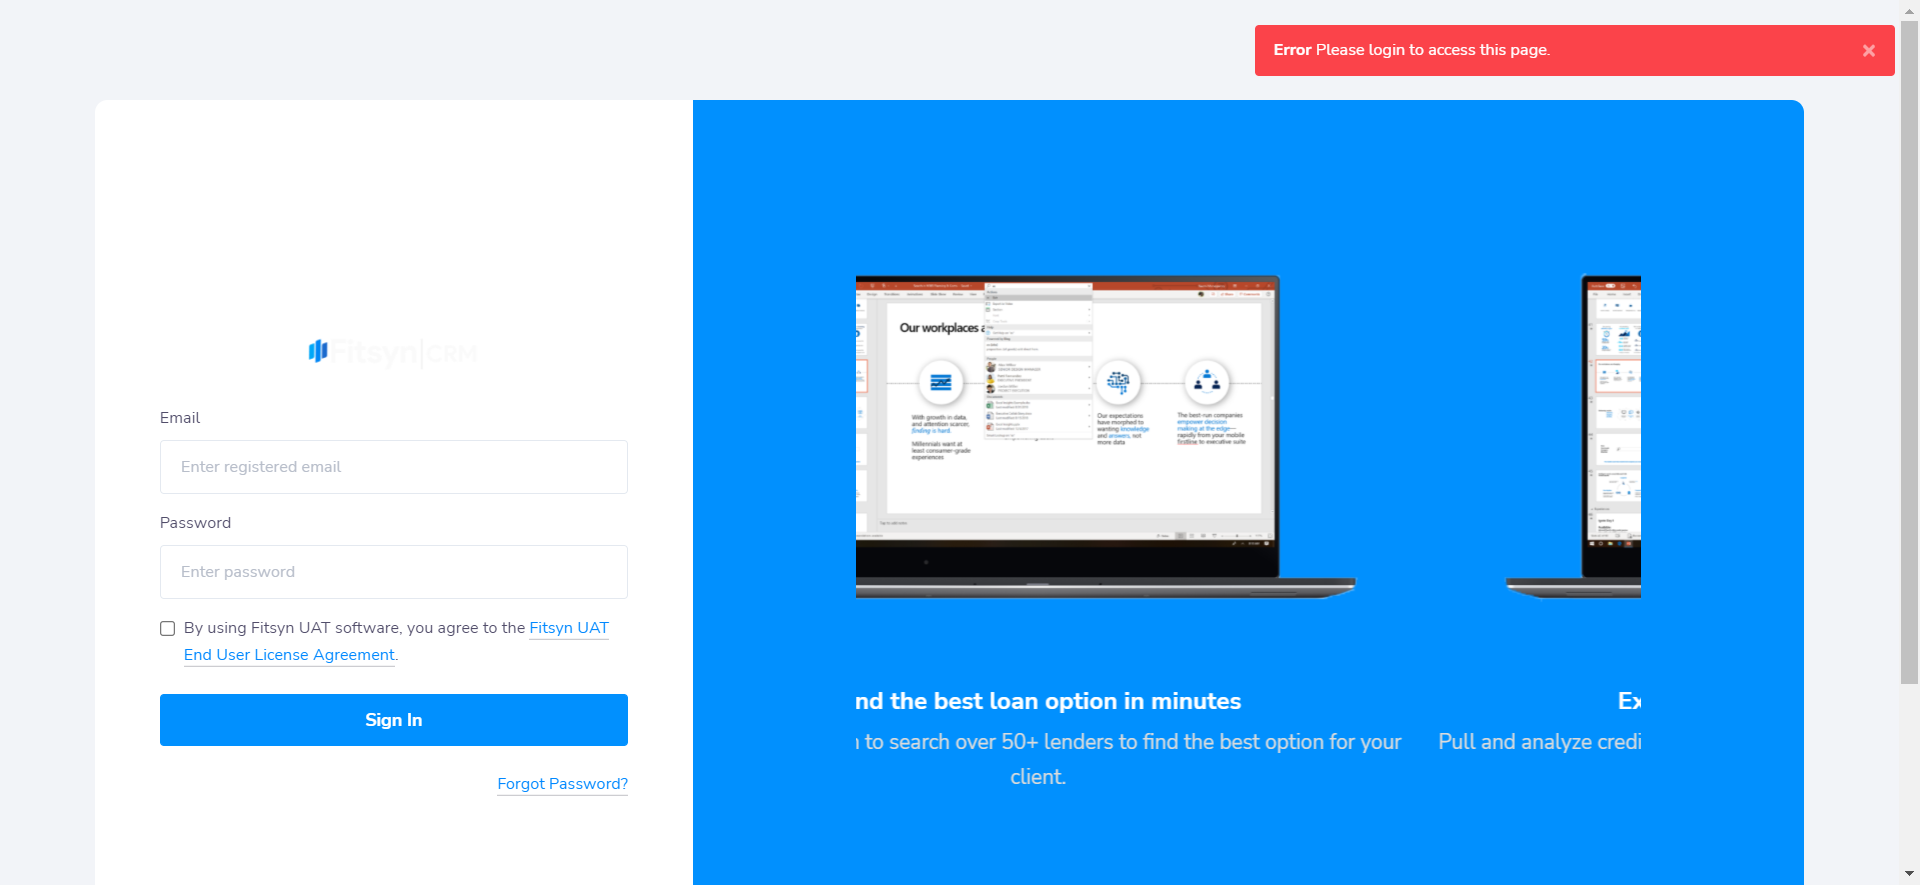 Error Please login to access this page.
Fitsyn|CRM
Email
Enter registered email
Password
Enter password
By using Fitsyn UAT software, you agree to the Fitsyn UAT
End User License Agreement.
Sign In
Forgot Password?
Our workplaces
With growth in data,
and attention scarcer,
finding is hard.
Millennials want at
least consumer-grade
experiences
Our expectations
have morphed to
wanting knowledge
and answers, not
more data
The best-run companies
empower decision
making at the edge—
rapidly from your mobile
firstline to executive suite
nd the best loan option in minutes
to search over 50+ lenders to find the best option for your
client.
Ex
Pull and analyze credi